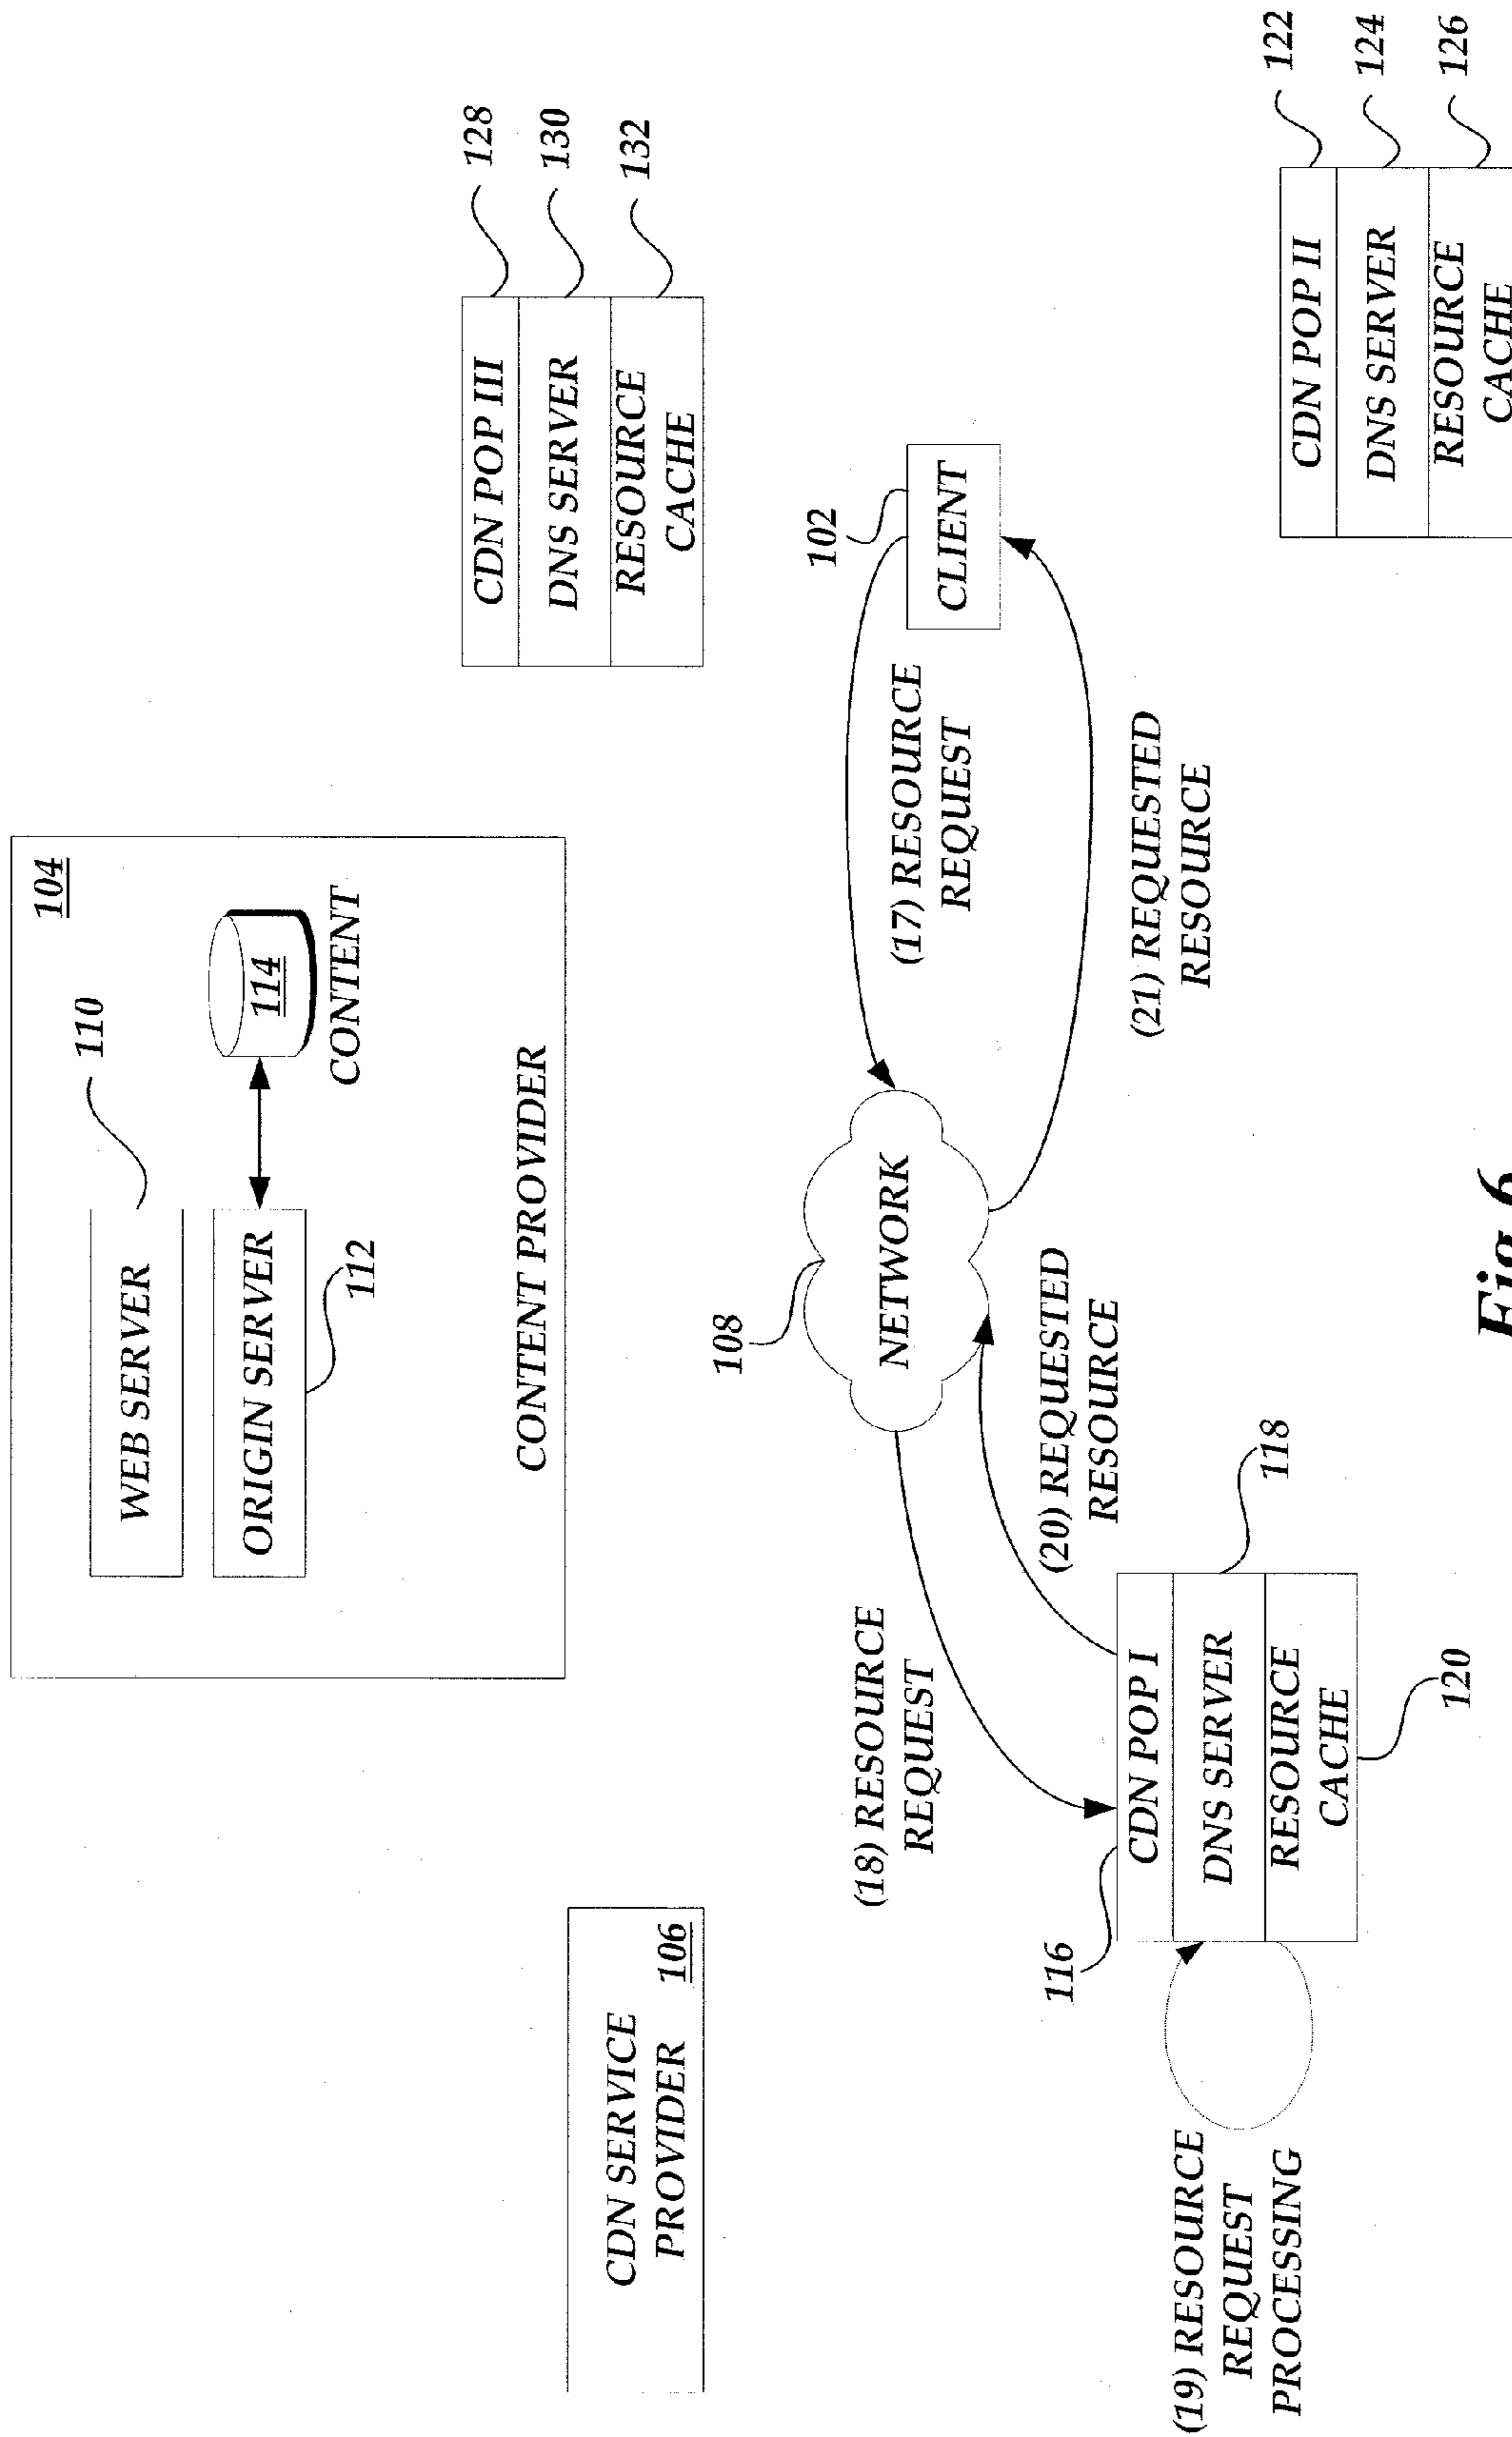 104
110
WEB SERVER
ORIGIN SERVER
112
114
CONTENT
CONTENT PROVIDER
CDN SERVICE
PROVIDER
106
CDN POP III
DNS SERVER
RESOURCE
CACHE
128
130
132
102
CLIENT
(17) RESOURCE
REQUEST
108
NETWORK
(21) REQUESTED
RESOURCE
(18) RESOURCE
REQUEST
(20) REQUESTED
RESOURCE
116
CDN POP I
DNS SERVER
RESOURCE
CACHE
118
120
(19) RESOURCE
REQUEST
PROCESSING
CDN POP II
DNS SERVER
RESOURCE
CACHE
122
124
126
Fig.6